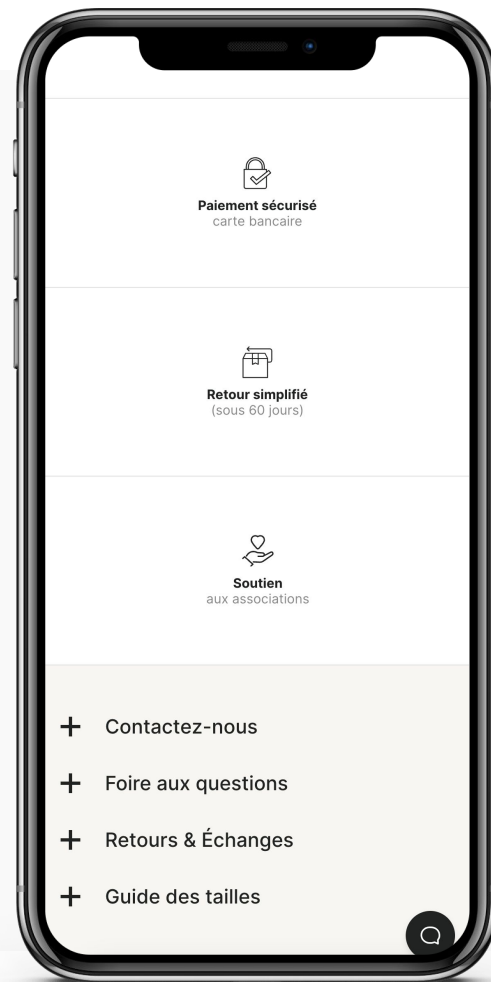 Paiement sécurisé
carte bancaire
Retour simplifié
(sous 60 jours)
Soutien
aux associations
Contactez-nous
Foire aux questions
Retours & Échanges
Guide des tailles